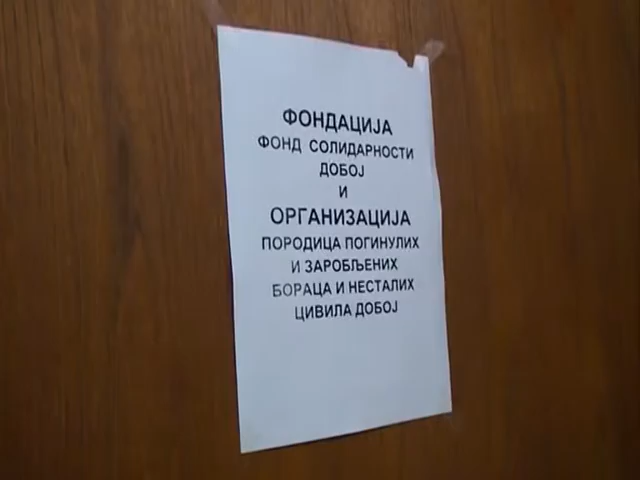 ФОНДАЦИЈА
ФОНД СОЛИДАРНОСТИ
ДОБОЈ
И
ОРГАНИЗАЦИЈА
ПОРОДИЦА ПОГИНУЛИХ
И ЗАРОБЉЕНИХ
БОРАЦА И НЕСТАЛИХ
ЦИВИЛА ДОБОЈ